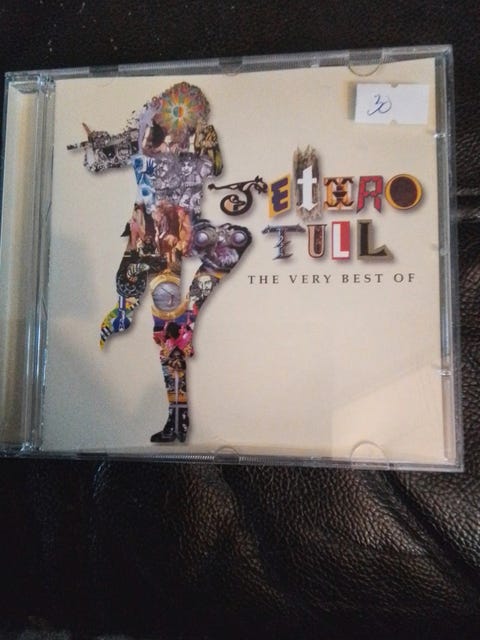 30
JEtHRO
TULL
THE VERY BEST OF